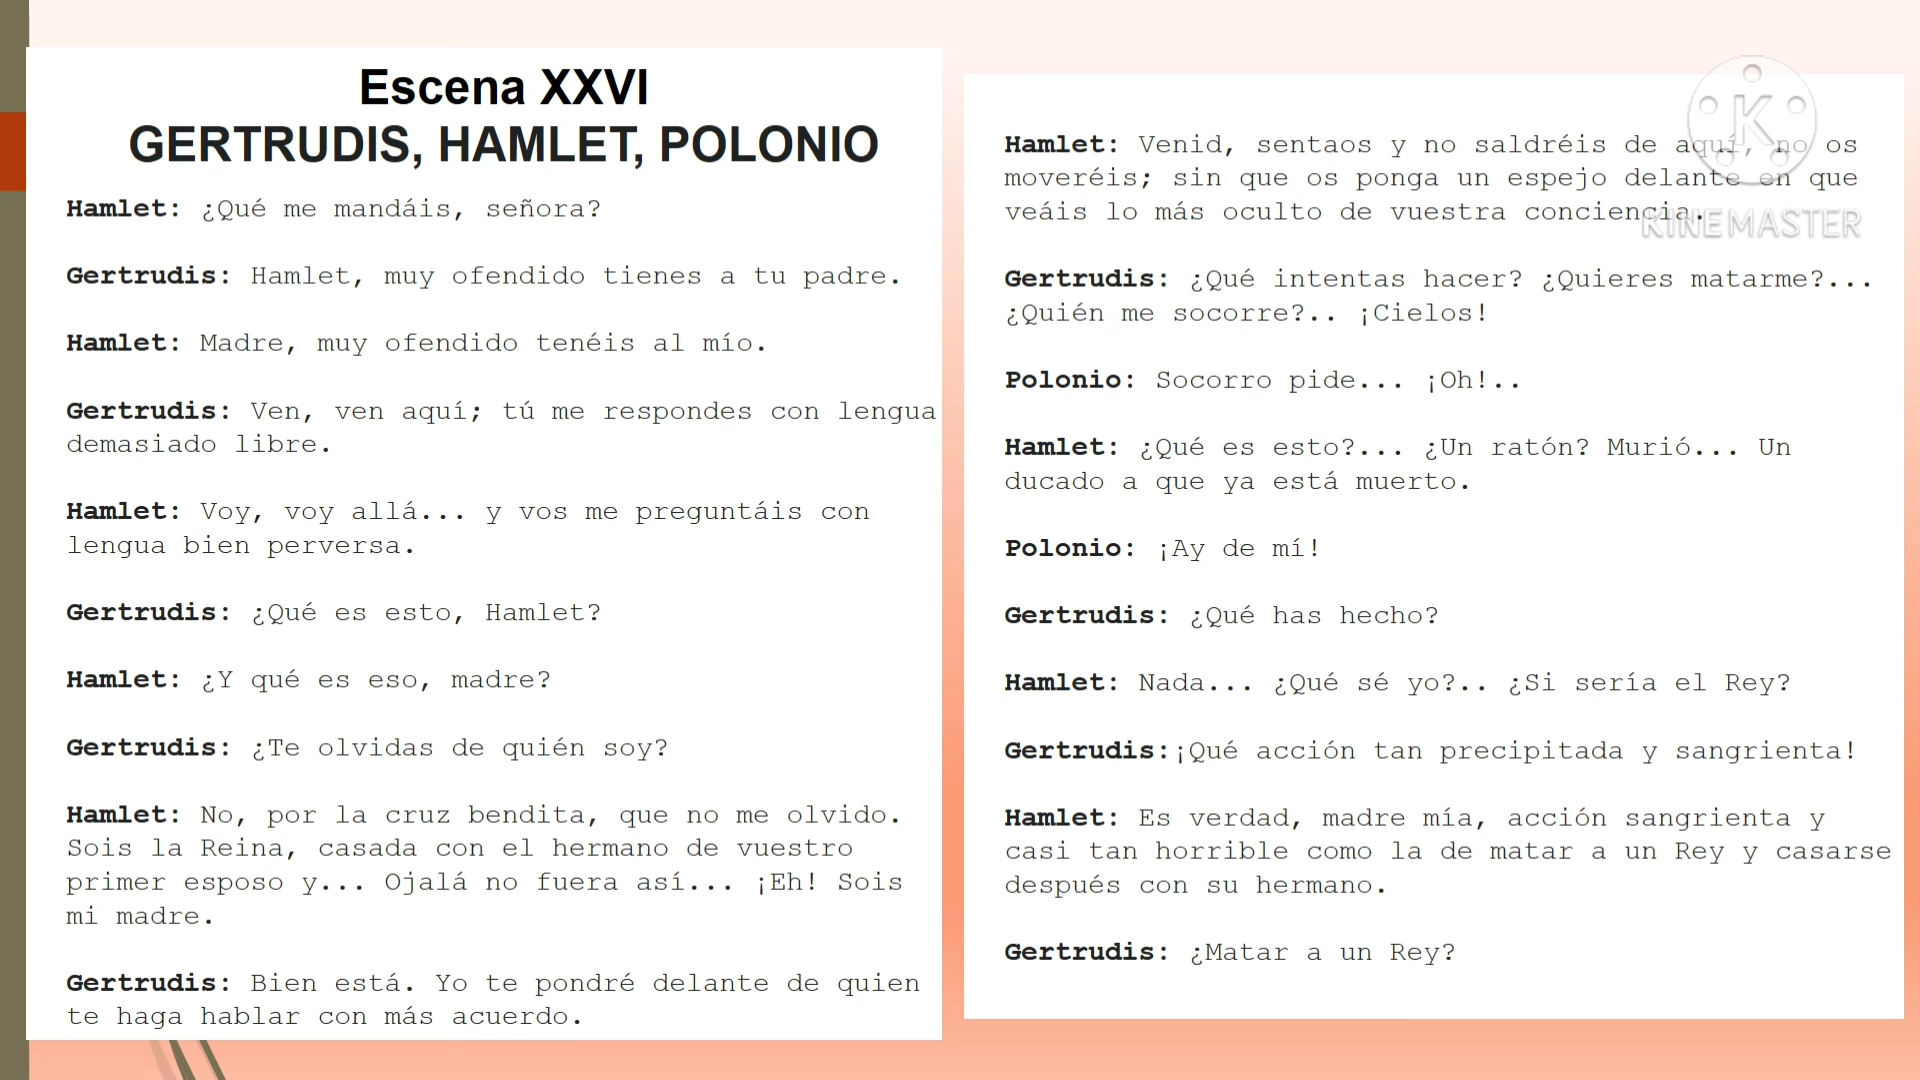 Escena XXVI
GERTRUDIS, HAMLET, POLONIO
Hamlet: ¿Qué me mandáis, señora?
Gertrudis: Hamlet, muy ofendido tienes a tu padre.
Hamlet: Madre, muy ofendido tenéis al mío.
Gertrudis: Ven, ven aquí; tú me respondes con lengua
demasiado libre.
Hamlet: Voy, voy allá... y vos me preguntáis con
lengua bien perversa.
Gertrudis: ¿Qué es esto, Hamlet?
Hamlet: ¿Y qué es eso, madre?
Gertrudis: ¿Te olvidas de quién soy?
Hamlet: No, por la cruz bendita, que no me olvido.
Sois la Reina, casada con el hermano de vuestro
primer esposo y... Ojalá no fuera así... ¡Eh! Sois
mi madre.
Gertrudis: Bien está. Yo te pondré delante de quien
te haga hablar con más acuerdo.
Hamlet: Venid, sentaos y no saldréis de aquí, no os
moveréis; sin que os ponga un espejo delante en que
veáis lo más oculto de vuestra conciencia.
Gertrudis: ¿Qué intentas hacer? ¿Quieres matarme?...
¿Quién me socorre?.. ¡Cielos!
Polonio: Socorro pide... ¡Oh!..
Hamlet: ¿Qué es esto?... ¿Un ratón? Murió... Un
ducado a que ya está muerto.
Polonio: ¡Ay de mí!
Gertrudis: ¿Qué has hecho?
Hamlet: Nada... ¿Qué sé yo?.. ¿Si sería el Rey?
Gertrudis:¡Qué acción tan precipitada y sangrienta!
Hamlet: Es verdad, madre mía, acción sangrienta y
casi tan horrible como la de matar a un Rey y casarse
después con su hermano.
Gertrudis: ¿Matar a un Rey?
K
KINEMASTER